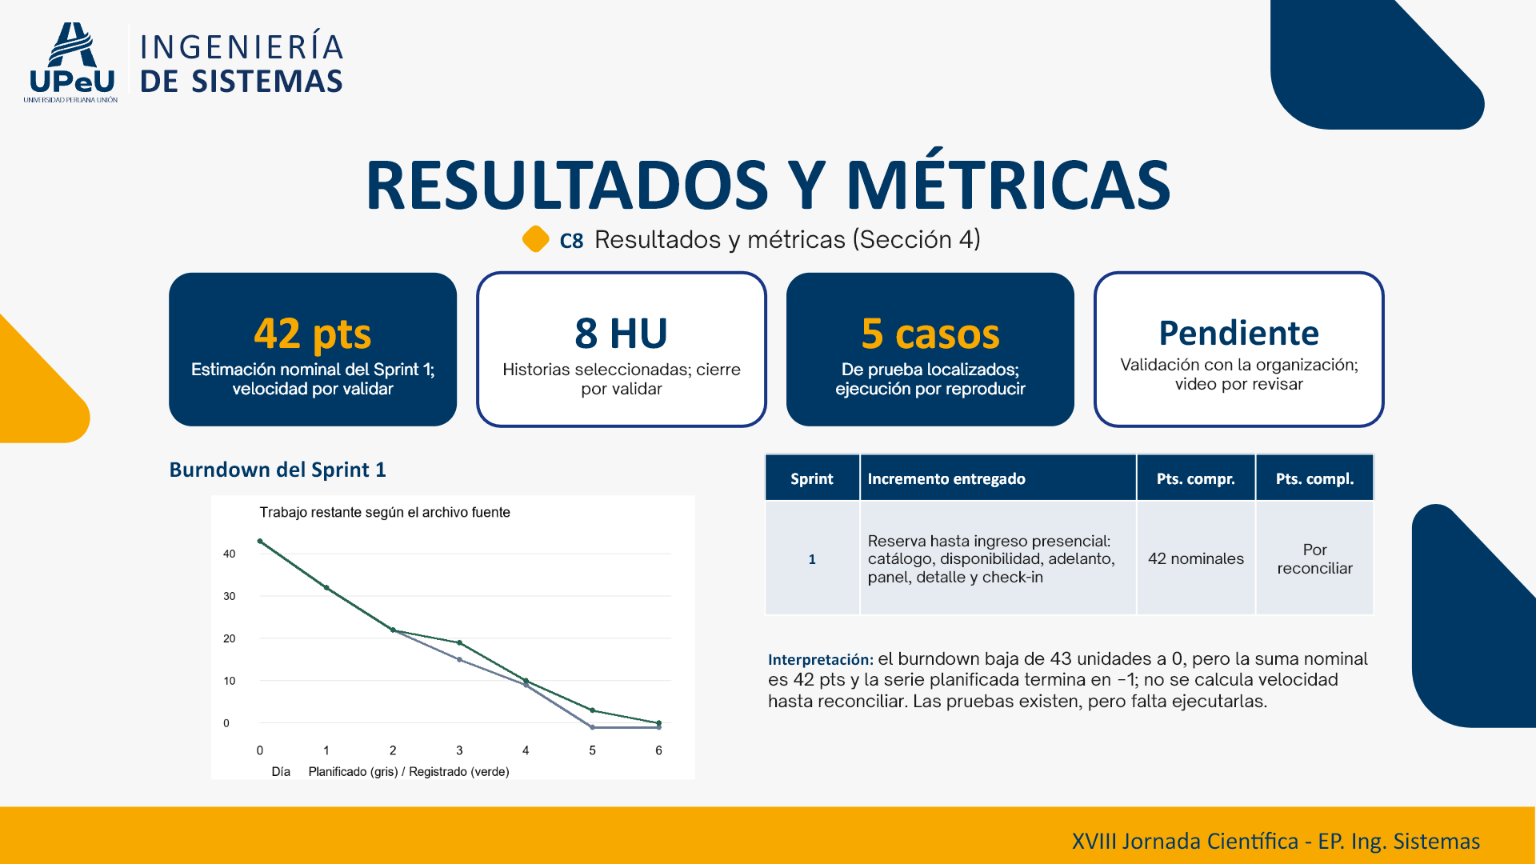 UPeU
UNIVERSIDAD PERUANA UNIÓN
INGENIERÍA
DE SISTEMAS
RESULTADOS Y MÉTRICAS
C8 Resultados y métricas (Sección 4)
42 pts
Estimación nominal del Sprint 1;
velocidad por validar
8 HU
Historias seleccionadas; cierre
por validar
5 casos
De prueba localizados;
ejecución por reproducir
Pendiente
Validación con la organización;
video por revisar
Burndown del Sprint 1
Trabajo restante según el archivo fuente
40
30
20
10
0
0 1 2 3 4 5 6
Día Planificado (gris) / Registrado (verde)
Sprint Incremento entregado Pts. compr. Pts. compl.
1
Reserva hasta ingreso presencial:
catálogo, disponibilidad, adelanto,
panel, detalle y check-in
42 nominales
Por
reconciliar
Interpretación: el burndown baja de 43 unidades a 0, pero la suma nominal
es 42 pts y la serie planificada termina en −1; no se calcula velocidad
hasta reconciliar. Las pruebas existen, pero falta ejecutarlas.
XVIII Jornada Científica - EP. Ing. Sistemas